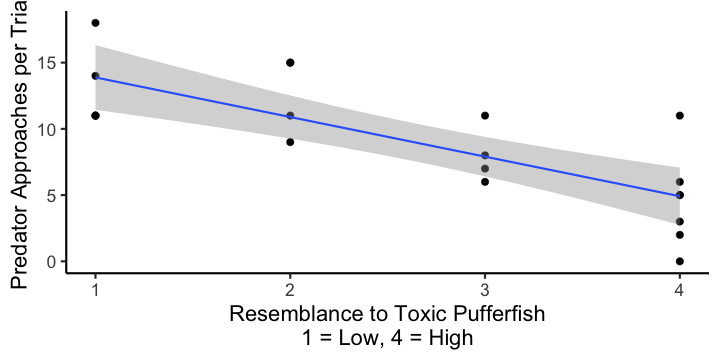 Predator Approaches per Tria
15
10
5
0
1 2 3 4
Resemblance to Toxic Pufferfish
1 = Low, 4 = High